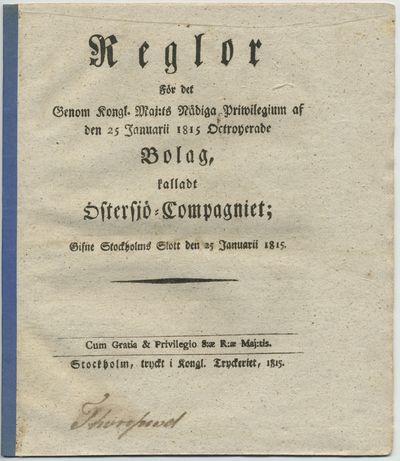 Reglor
För det
Genom Kongl. Maj:ts Nådiga Priwilegium af
den 25 Januarii 1815 Octroyerade
Bolag,
kalladt
Östersjö-Compagniet;
Gifne Stockholms Slott den 25 Januarii 1815.
Cum Gratia & Privilegio S:æ R:æ Maj:tis.
Stockholm, tryckt i Kongl. Tryckeriet, 1815.